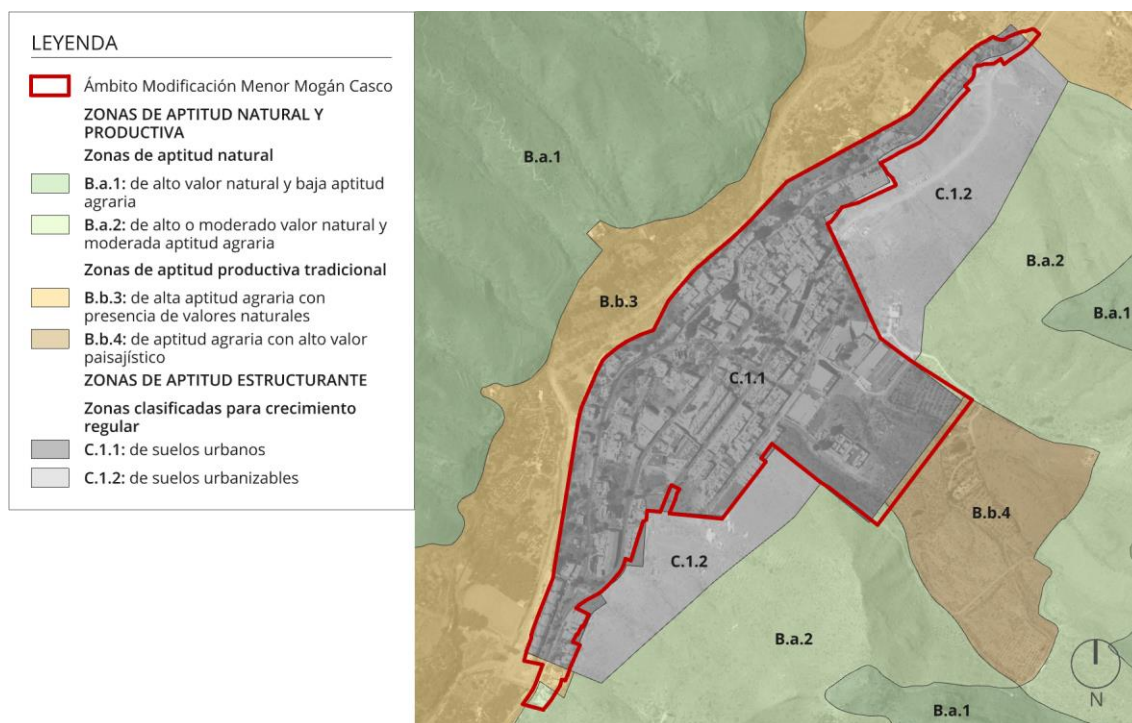 LEYENDA
Ámbito Modificación Menor Mogán Casco
ZONAS DE APTITUD NATURAL Y
PRODUCTIVA
Zonas de aptitud natural
B.a.1: de alto valor natural y baja aptitud
agraria
B.a.2: de alto o moderado valor natural y
moderada aptitud agraria
Zonas de aptitud productiva tradicional
B.b.3: de alta aptitud agraria con
presencia de valores naturales
B.b.4: de aptitud agraria con alto valor
paisajístico
ZONAS DE APTITUD ESTRUCTURANTE
Zonas clasificadas para crecimiento
regular
C.1.1: de suelos urbanos
C.1.2: de suelos urbanizables
B.a.1
C.1.2
B.a.2
B.b.3
B.a.1
C.1.1
B.b.4
C.1.2
B.a.2
N
B.a.1